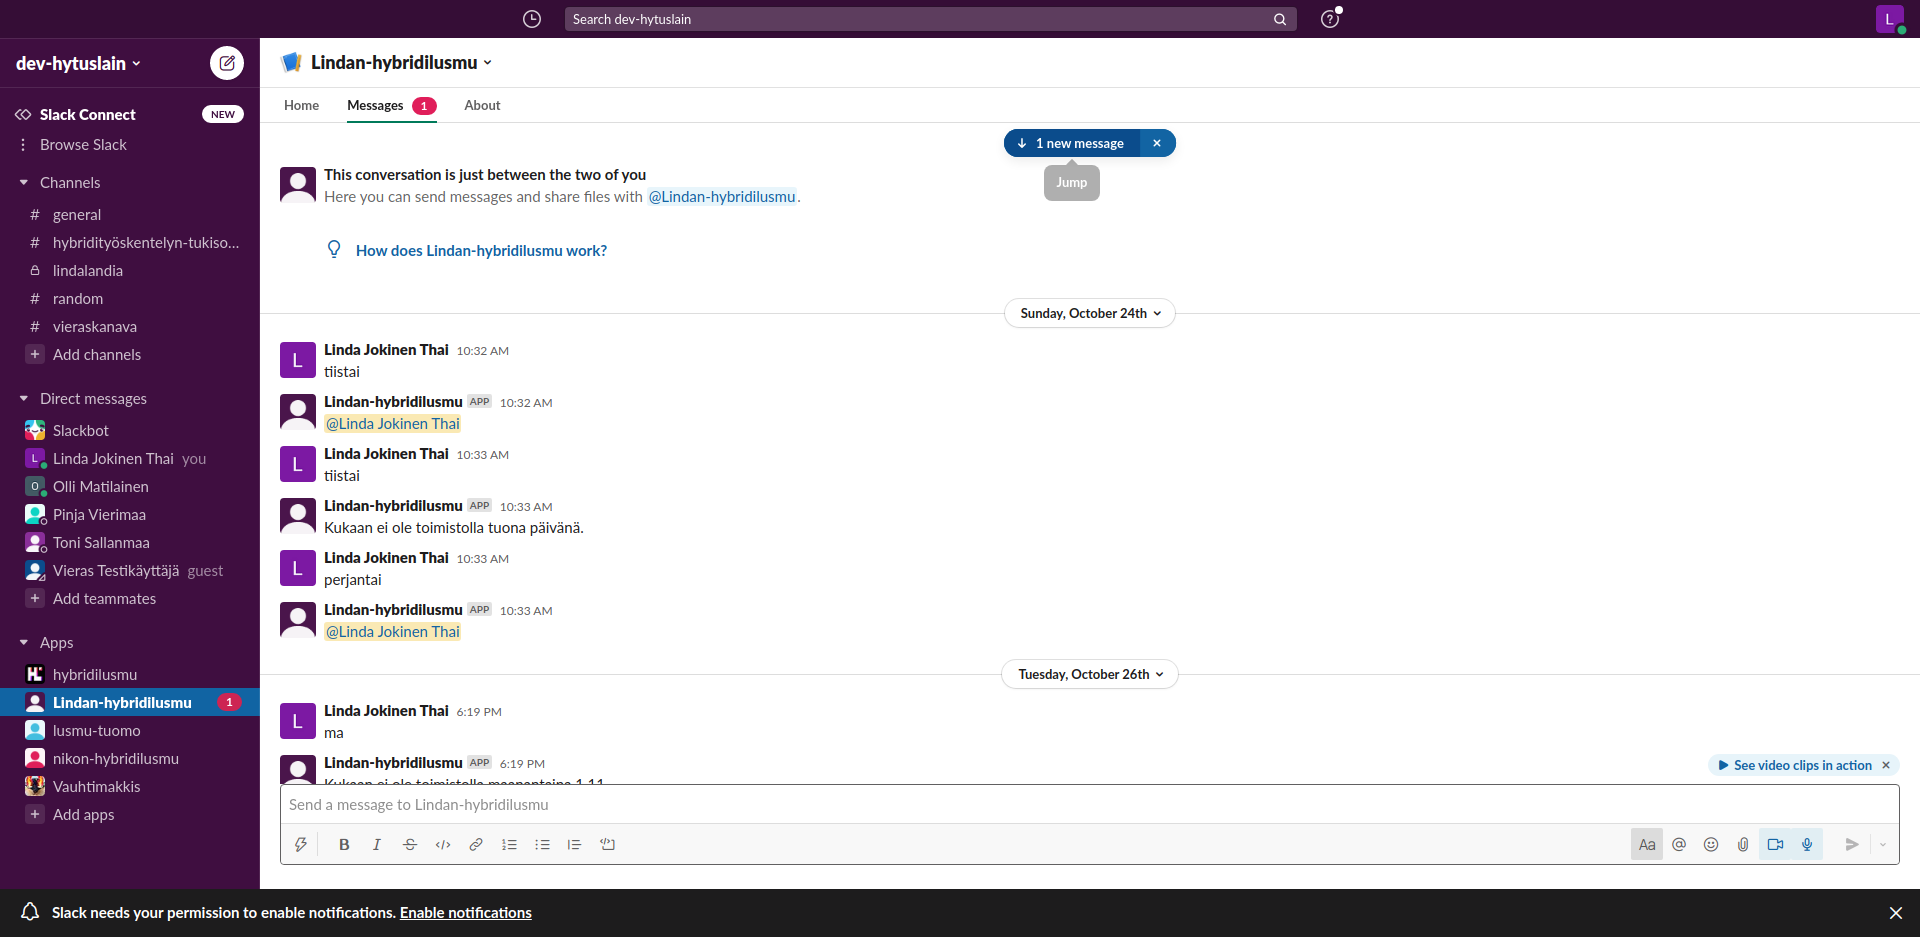 Search dev-hytuslain
L
dev-hytuslain
Slack Connect NEW
Browse Slack
Channels
# general
# hybridityöskentelyn-tukiso...
lindalandia
# random
# vieraskanava
+ Add channels
Direct messages
Slackbot
L Linda Jokinen Thai you
O Olli Matilainen
Pinja Vierimaa
Toni Sallanmaa
Vieras Testikäyttäjä guest
+ Add teammates
Apps
HL hybridilusmu
Lindan-hybridilusmu 1
lusmu-tuomo
nikon-hybridilusmu
Vauhtimakkis
+ Add apps
Lindan-hybridilusmu
Home Messages 1 About
1 new message
Jump
This conversation is just between the two of you
Here you can send messages and share files with @Lindan-hybridilusmu.
How does Lindan-hybridilusmu work?
Sunday, October 24th
L Linda Jokinen Thai 10:32 AM
tiistai
Lindan-hybridilusmu APP 10:32 AM
@Linda Jokinen Thai
L Linda Jokinen Thai 10:33 AM
tiistai
Lindan-hybridilusmu APP 10:33 AM
Kukaan ei ole toimistolla tuona päivänä.
L Linda Jokinen Thai 10:33 AM
perjantai
Lindan-hybridilusmu APP 10:33 AM
@Linda Jokinen Thai
Tuesday, October 26th
L Linda Jokinen Thai 6:19 PM
ma
Lindan-hybridilusmu APP 6:19 PM
Kukaan ei ole toimistolla maanantaina 1.11.
See video clips in action
Send a message to Lindan-hybridilusmu
B I S </> Aa @
Slack needs your permission to enable notifications. Enable notifications